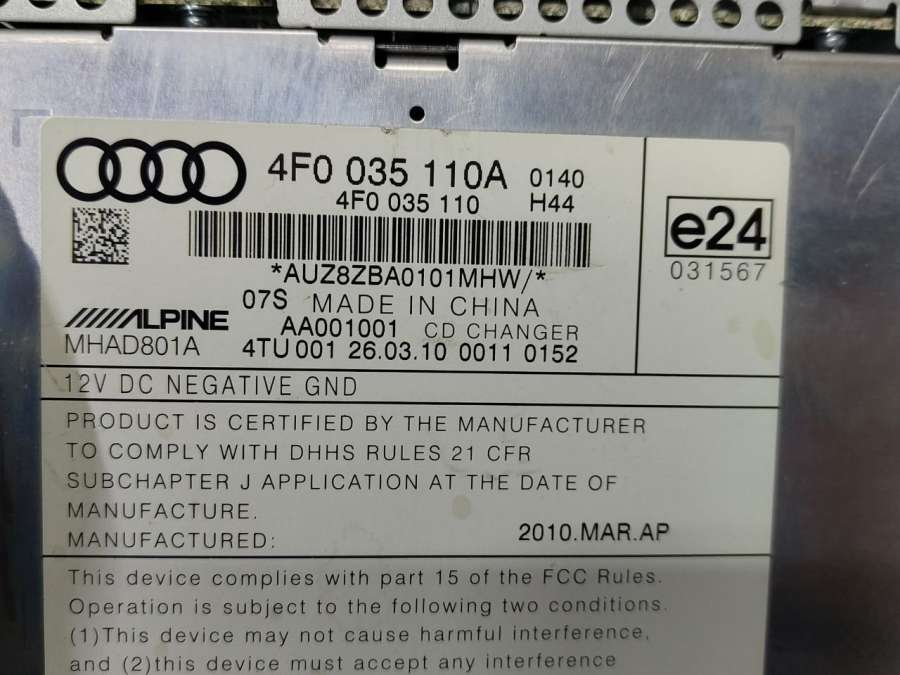 4F0 035 110A 0140
4F0 035 110 H44
*AUZ8ZBA0101MHW/*
07S MADE IN CHINA
ALPINE AA001001 CD CHANGER
MHAD801A 4TU 001 26.03.10 0011 0152
e24
031567
12V DC NEGATIVE GND
PRODUCT IS CERTIFIED BY THE MANUFACTURER
TO COMPLY WITH DHHS RULES 21 CFR
SUBCHAPTER J APPLICATION AT THE DATE OF
MANUFACTURE.
MANUFACTURED: 2010.MAR.AP
This device complies with part 15 of the FCC Rules.
Operation is subject to the following two conditions.
(1)This device may not cause harmful interference,
and (2)this device must accept any interference